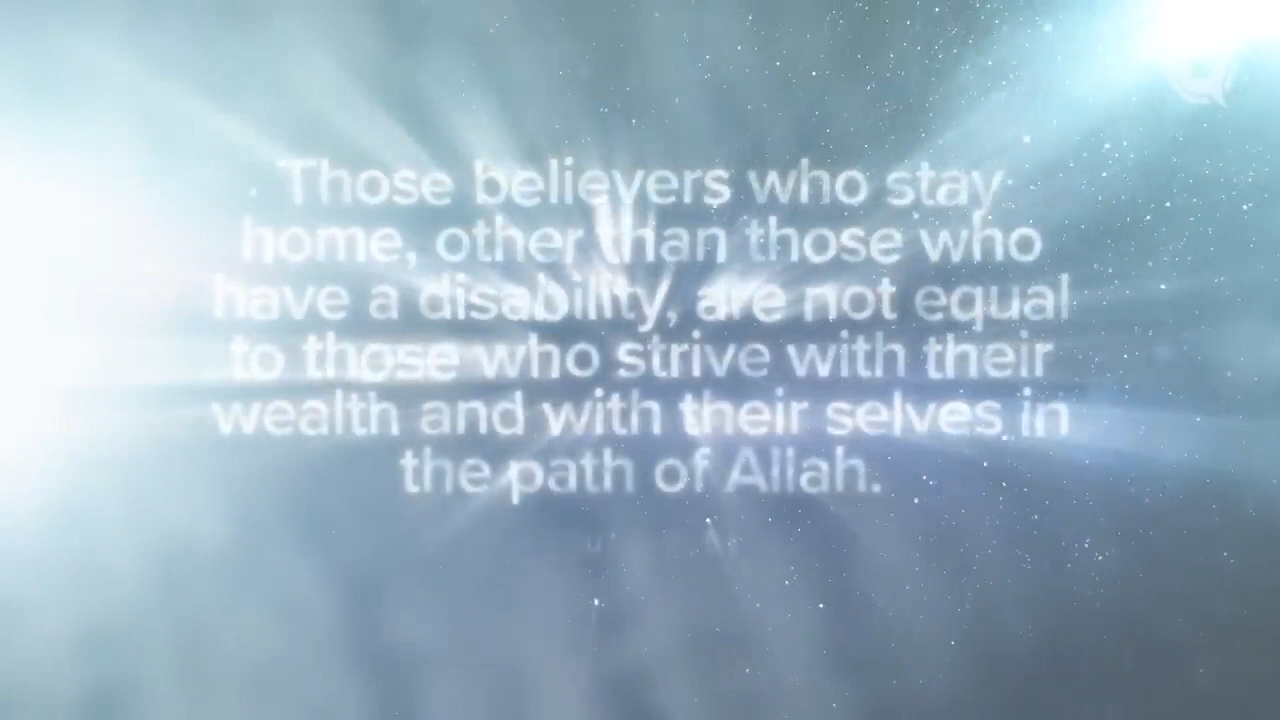 Those believers who stay
home, other than those who
have a disability, are not equal
to those who strive with their
wealth and with their selves in
the path of Allah.